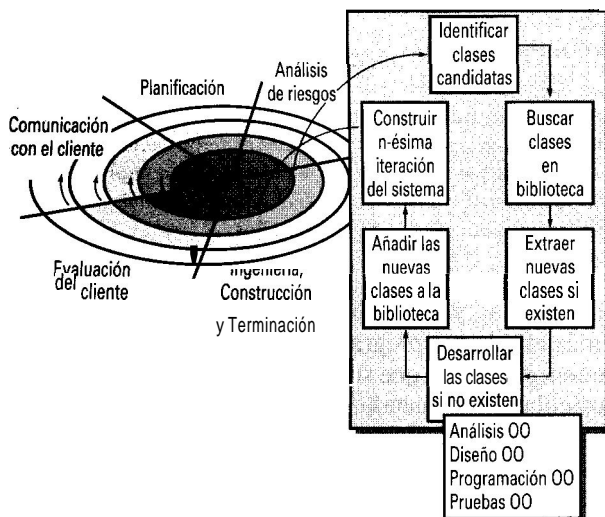 Planificación
Análisis
de riesgos
Comunicación
con el cliente
Evaluación
del cliente
Ingeniería,
Construcción
y Terminación
Identificar
clases
candidatas
Buscar
clases
en
biblioteca
Extraer
nuevas
clases si
existen
Desarrollar
las clases
si no existen
Añadir las
nuevas
clases a la
biblioteca
Construir
n-ésima
iteración
del sistema
Análisis OO
Diseño OO
Programación OO
Pruebas OO